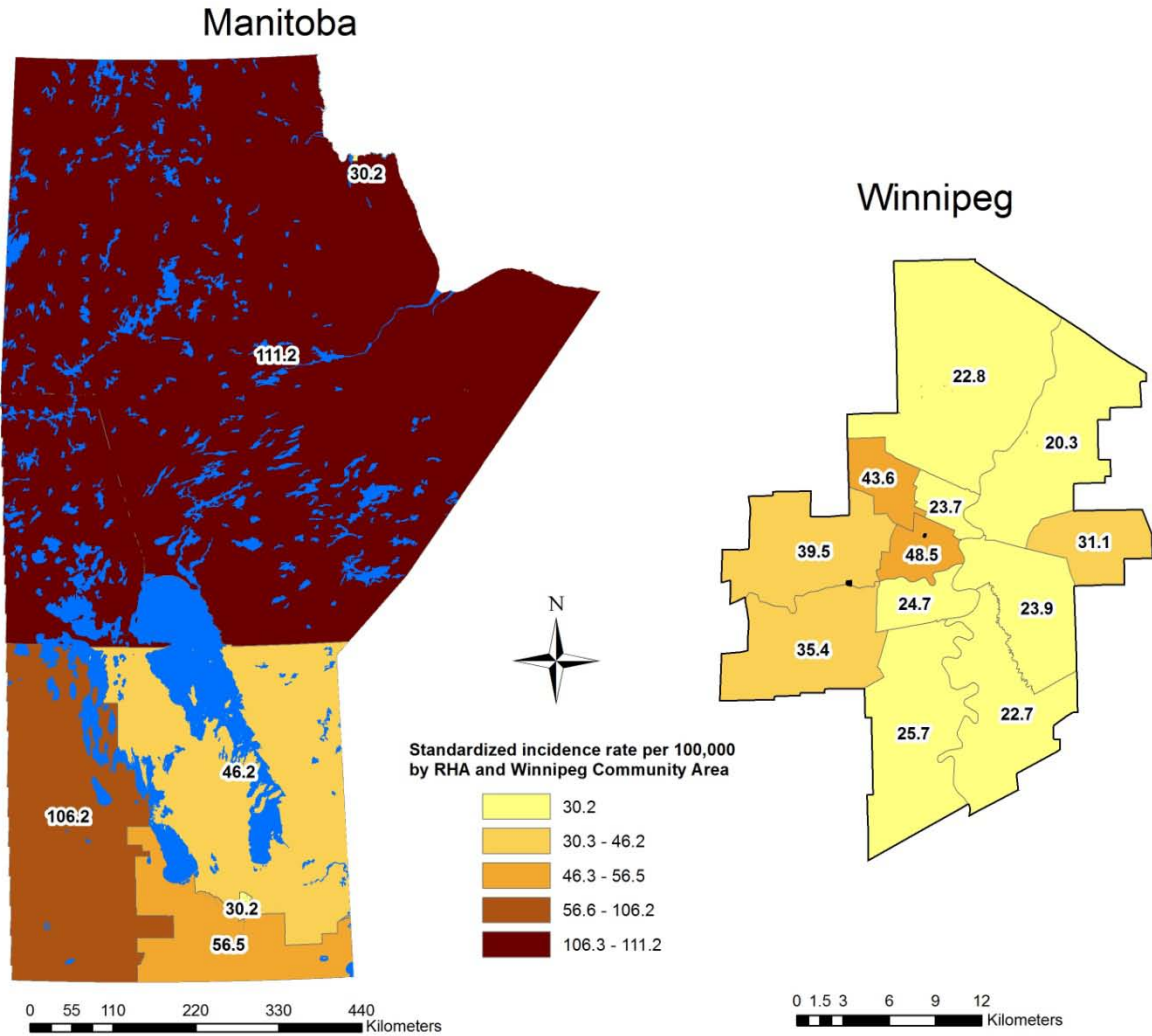 Manitoba
30.2
111.2
46.2
106.2
30.2
56.5
0 55 110 220 330 440
Kilometers
N
Standardized incidence rate per 100,000
by RHA and Winnipeg Community Area
30.2
30.3 - 46.2
46.3 - 56.5
56.6 - 106.2
106.3 - 111.2
Winnipeg
22.8
20.3
43.6
23.7
39.5
48.5
31.1
24.7
23.9
35.4
25.7
22.7
0 1.5 3 6 9 12
Kilometers